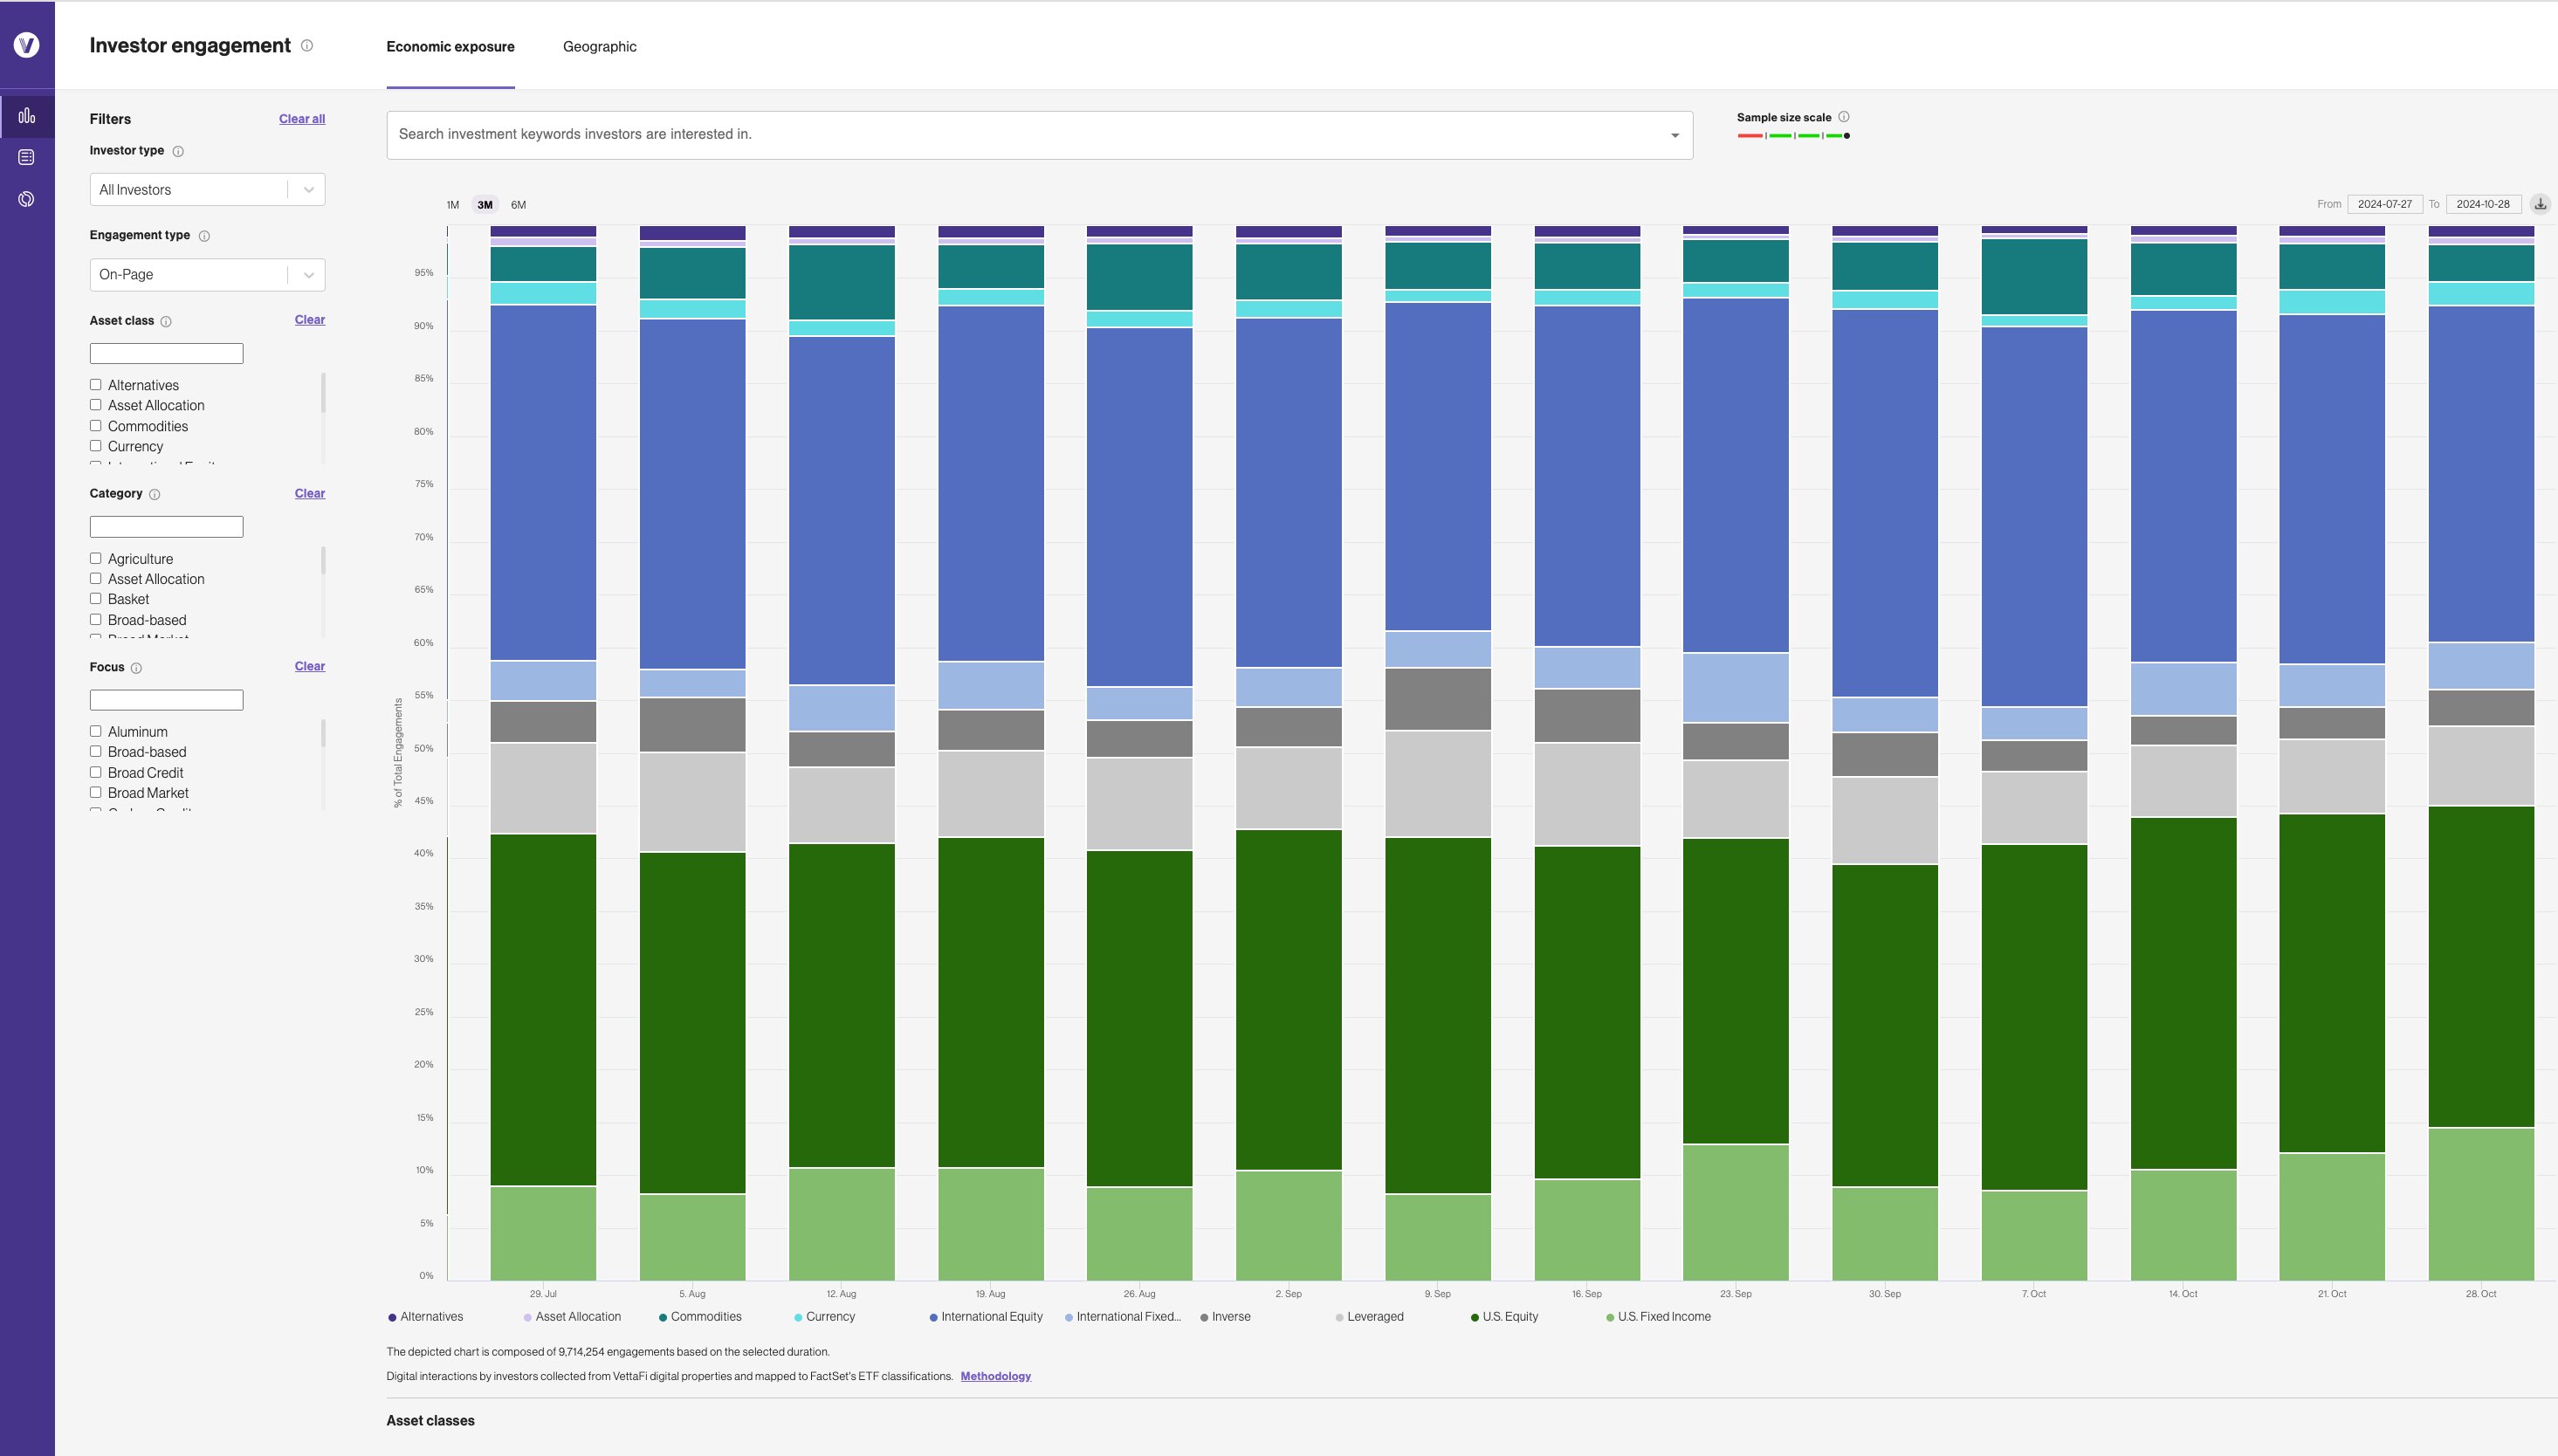 Investor engagement
Economic exposure
Geographic
Filters
Clear all
Investor type
All Investors
Engagement type
On-Page
Asset class
Clear
Alternatives
Asset Allocation
Commodities
Currency
Category
Clear
Agriculture
Asset Allocation
Basket
Broad-based
Broad Market
Focus
Clear
Aluminum
Broad-based
Broad Credit
Broad Market
Search investment keywords investors are interested in.
Sample size scale
1M 3M 6M
From 2024-07-27 To 2024-10-28
% of Total Engagements
95%
90%
85%
80%
75%
70%
65%
60%
55%
50%
45%
40%
35%
30%
25%
20%
15%
10%
5%
0%
29. Jul 5. Aug 12. Aug 19. Aug 26. Aug 2. Sep 9. Sep 16. Sep 23. Sep 30. Sep 7. Oct 14. Oct 21. Oct 28. Oct
Alternatives Asset Allocation Commodities Currency International Equity International Fixed... Inverse Leveraged U.S. Equity U.S. Fixed Income
The depicted chart is composed of 9,714,254 engagements based on the selected duration.
Digital interactions by investors collected from VettaFi digital properties and mapped to FactSet's ETF classifications. Methodology
Asset classes